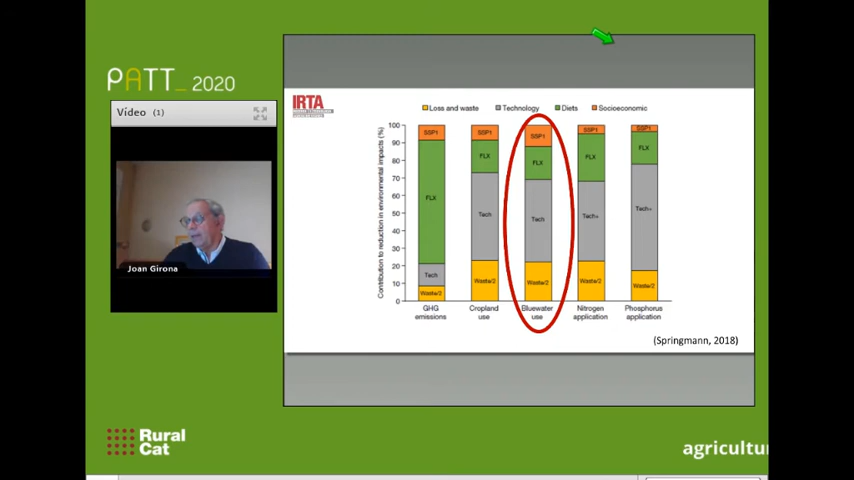 PATT_ 2020
Vídeo (1)
Joan Girona
IRTA
Loss and waste Technology Diets Socioeconomic
Contribution to reduction in environmental impacts (%)
100
90
80
70
60
50
40
30
20
10
0
SSP1 SSP1 SSP1 SSP1 SSP1
FLX FLX FLX FLX FLX
Tech Tech Tech Tech+ Tech+
Waste/2 Waste/2 Waste/2 Waste/2 Waste/2
GHG emissions
Cropland use
Bluewater use
Nitrogen application
Phosphorus application
(Springmann, 2018)
Rural
Cat
agricultu